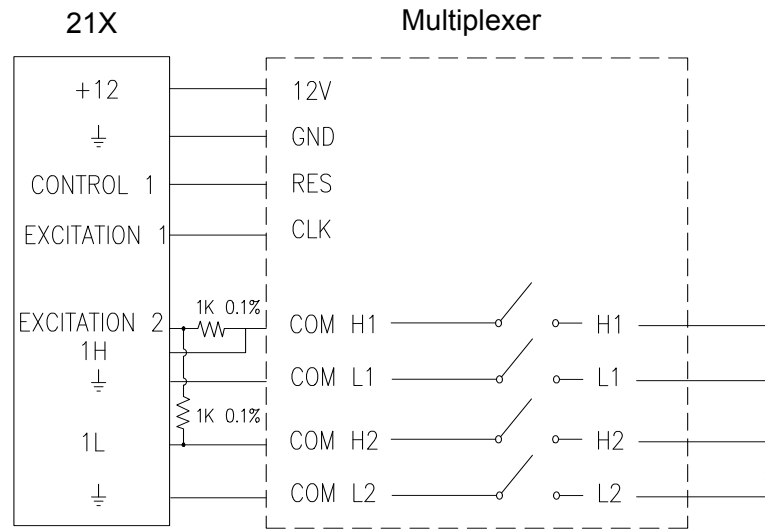 21X Multiplexer
+12 12V
GND
CONTROL 1 RES
EXCITATION 1 CLK
1K 0.1%
EXCITATION 2 COM H1 H1
1H
COM L1 L1
1K 0.1%
1L COM H2 H2
COM L2 L2